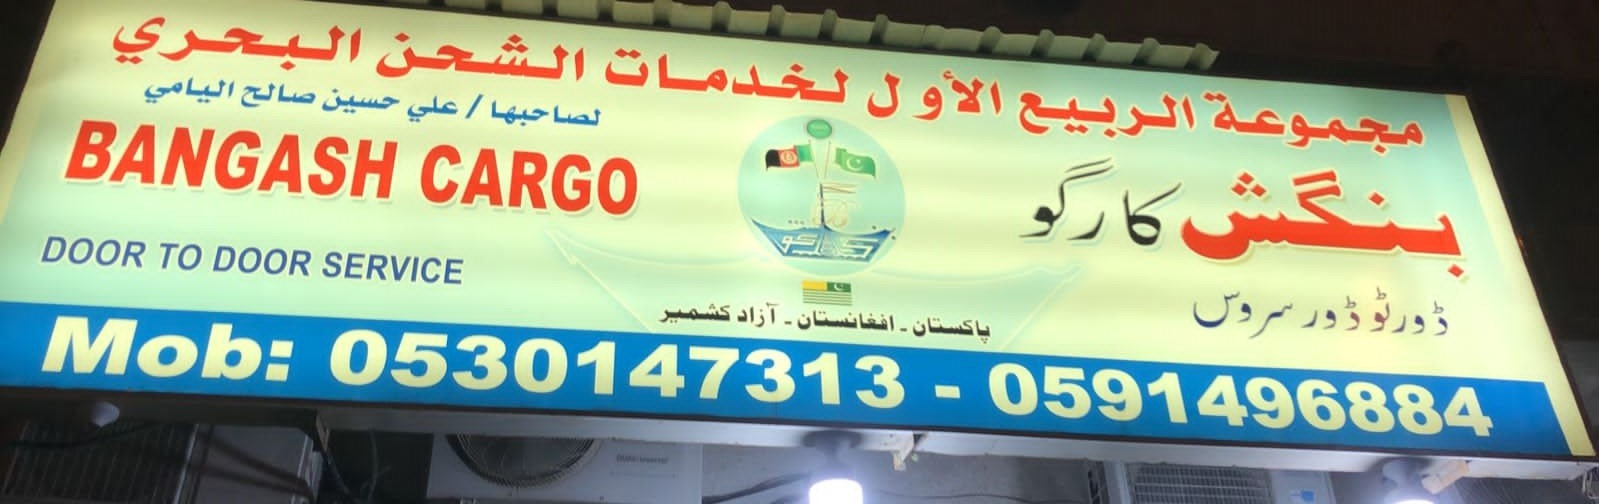 مجموعة الربيع الأول لخدمات الشحن البحري
لصاحبها / علي حسين صالح اليامي
BANGASH CARGO
بنگش کارگو
DOOR TO DOOR SERVICE
ڈور ٹو ڈور سروس
پاکستان - افغانستان - آزاد کشمیر
Mob: 0530147313 - 0591496884